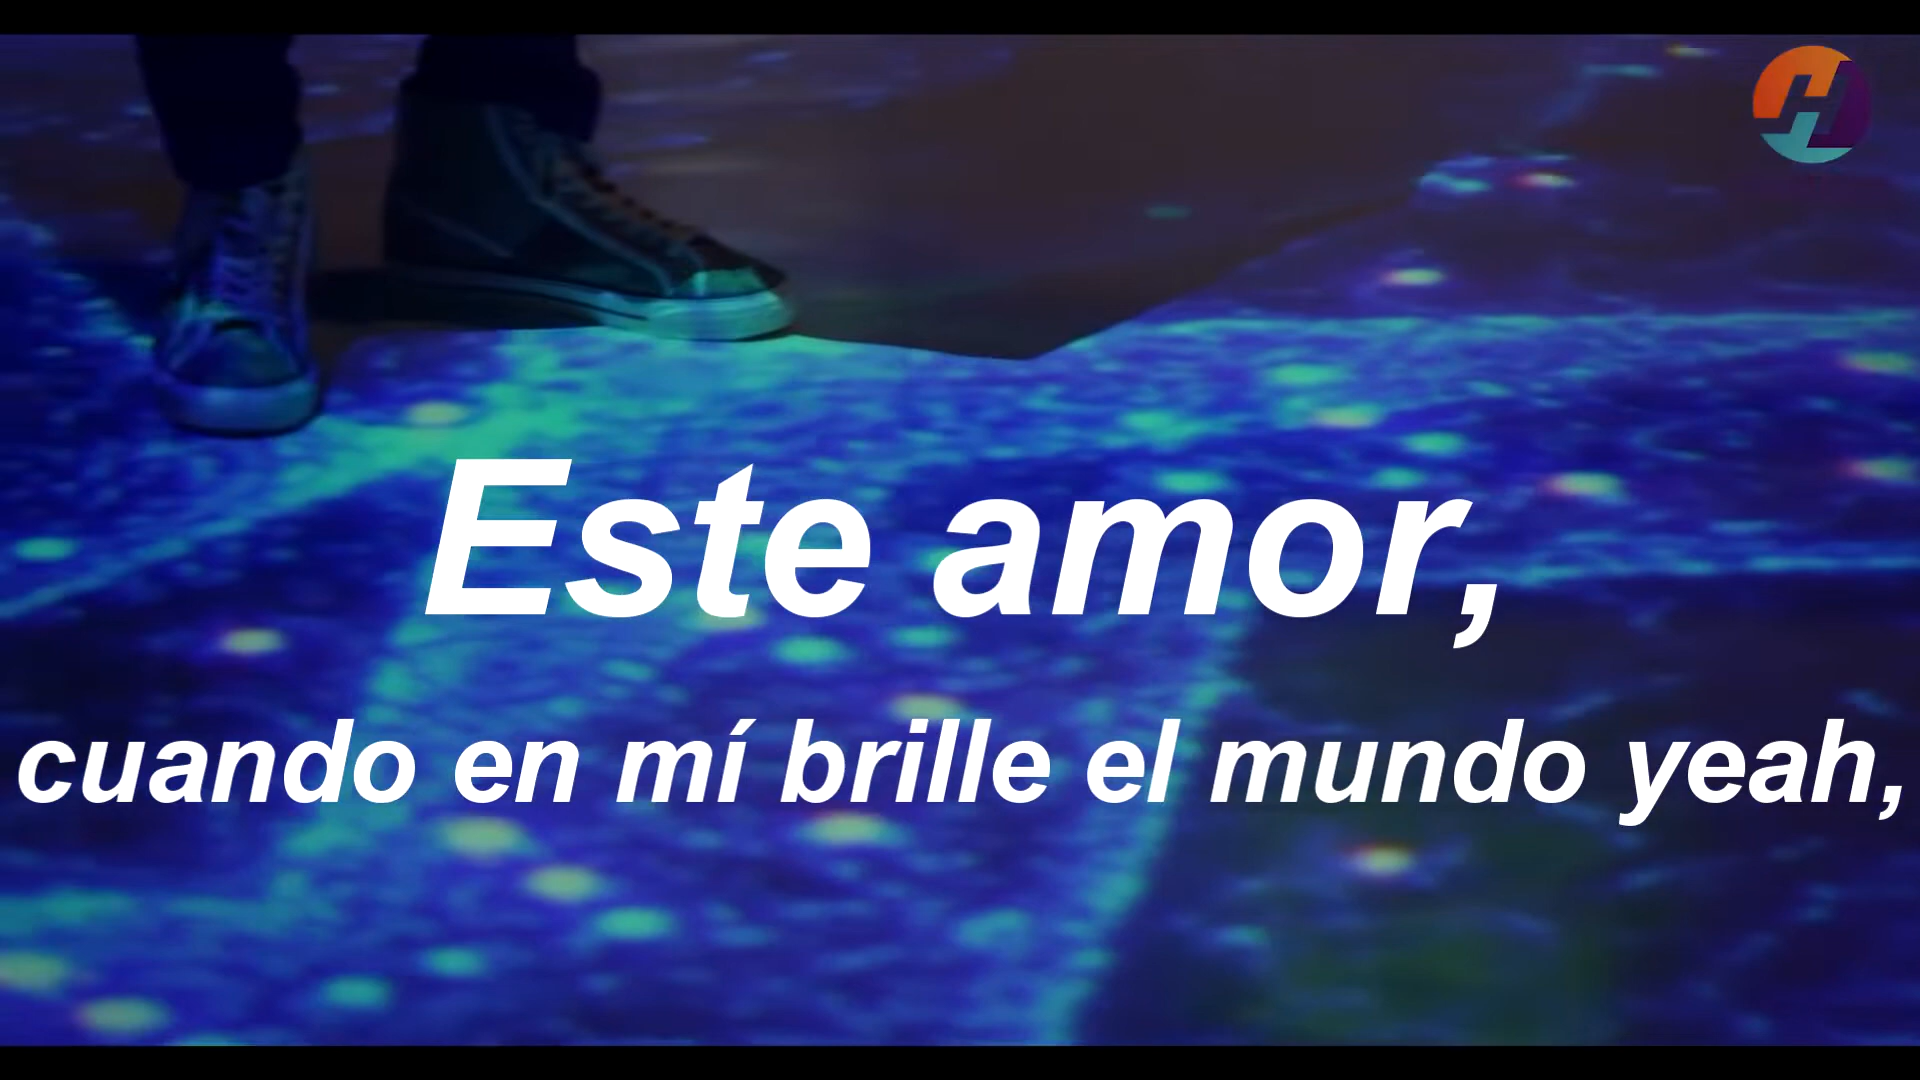 Este amor,
cuando en mí brille el mundo yeah,